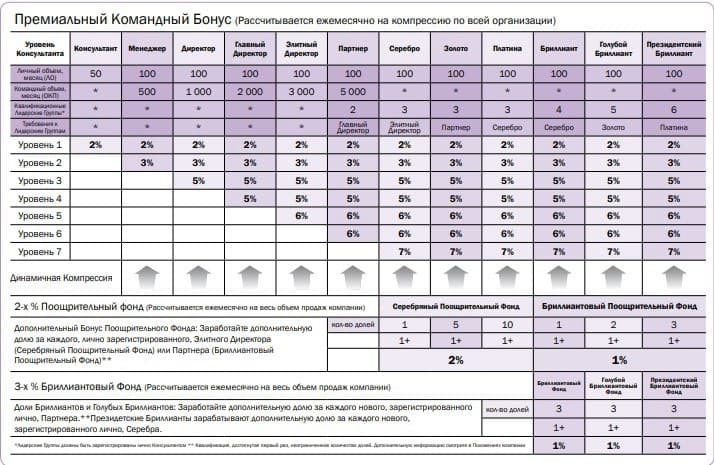 Премиальный Командный Бонус (Рассчитывается ежемесячно на компрессию по всей организации)
Уровень Консультанта Консультант Менеджер Директор Главный Директор Элитный Директор Партнер Серебро Золото Платина Бриллиант Голубой Бриллиант Президентский Бриллиант
Личный объем, месяц (ЛО) 50 100 100 100 100 100 100 100 100 100 100 100
Командный объем, месяц (ОКП) * 500 1 000 2 000 3 000 5 000 * * * * * *
Квалификационные Лидерские Группы* * * * * * 2 3 3 3 4 5 6
Требования к Лидерским Группам * * * * * Главный Директор Элитный Директор Партнер Серебро Серебро Золото Платина
Уровень 1 2% 2% 2% 2% 2% 2% 2% 2% 2% 2% 2% 2%
Уровень 2 3% 3% 3% 3% 3% 3% 3% 3% 3% 3% 3%
Уровень 3 5% 5% 5% 5% 5% 5% 5% 5% 5% 5%
Уровень 4 5% 5% 5% 5% 5% 5% 5% 5% 5%
Уровень 5 6% 6% 6% 6% 6% 6% 6% 6%
Уровень 6 6% 6% 6% 6% 6% 6% 6%
Уровень 7 7% 7% 7% 7% 7% 7%
Динамичная Компрессия
2-х % Поощрительный фонд (Рассчитывается ежемесячно на весь объем продаж компании) Серебряный Поощрительный Фонд Бриллиантовый Поощрительный Фонд
Дополнительный Бонус Поощрительного Фонда: Заработайте дополнительную
долю за каждого, лично зарегистрированного, Элитного Директора
(Серебряный Поощрительный Фонд) или Партнера (Бриллиантовый
Поощрительный Фонд)**
кол-во долей 1 5 10 1 2 3
1+ 1+ 1+ 1+ 1+ 1+
2% 1%
3-х % Бриллиантовый Фонд (Рассчитывается ежемесячно на весь объем продаж компании) Бриллиантовый Фонд Голубой Бриллиантовый Фонд Президентский Бриллиантовый Фонд
Доли Бриллиантов и Голубых Бриллиантов: Заработайте дополнительную долю за каждого нового, зарегистрированного
лично, Партнера.**Президетские Бриллианты зарабатывают дополнительную долю за каждого нового,
зарегистрированного лично, Серебра.
кол-во долей 3 3 3
1+ 1+ 1+
1% 1% 1%
*Лидерские Группы должны быть зарегистрированы лично Консультантом ** Квалификация, достигнутая первый раз, неограниченное количество долей. Дополнительную информацию смотрите в Положениях компании